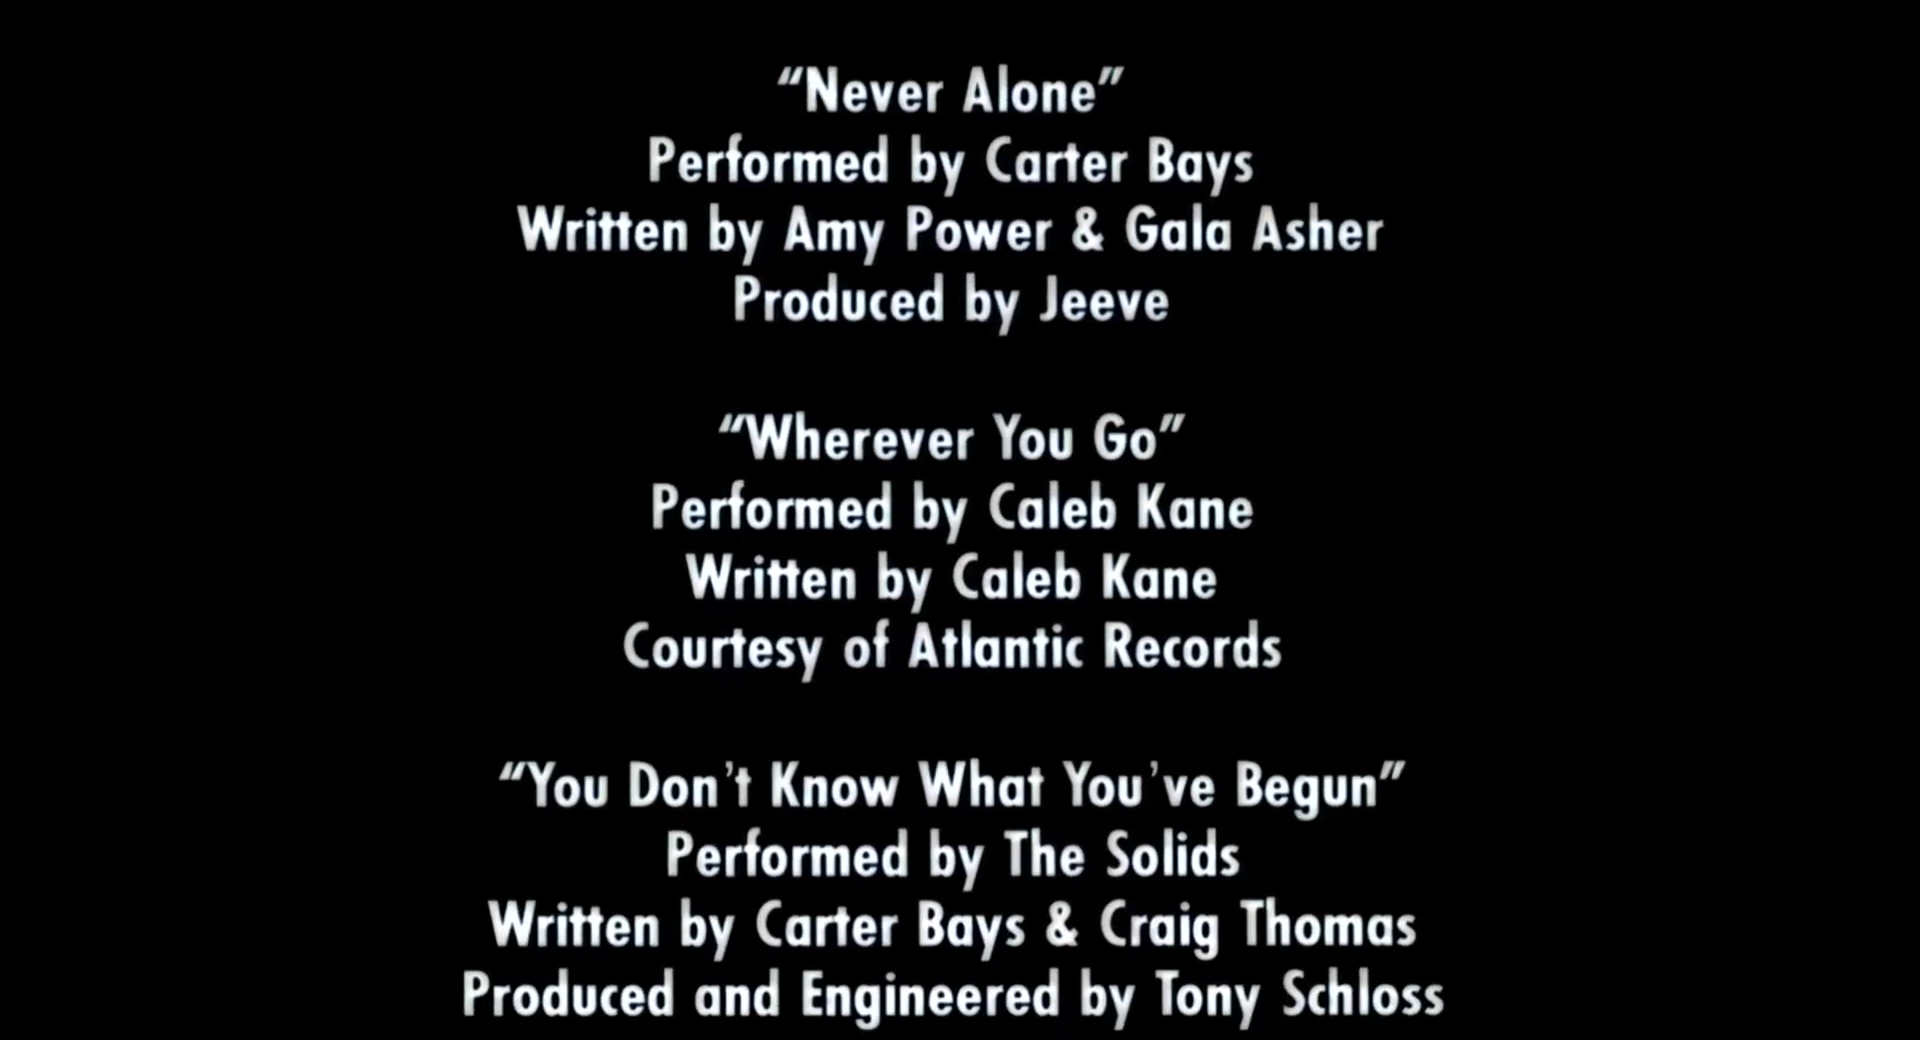 “Never Alone”
Performed by Carter Bays
Written by Amy Power & Gala Asher
Produced by Jeeve
“Wherever You Go”
Performed by Caleb Kane
Written by Caleb Kane
Courtesy of Atlantic Records
“You Don't Know What You've Begun”
Performed by The Solids
Written by Carter Bays & Craig Thomas
Produced and Engineered by Tony Schloss